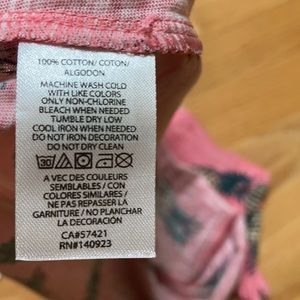 100% COTTON/ COTON/
ALGODON
MACHINE WASH COLD
WITH LIKE COLORS
ONLY NON-CHLORINE
BLEACH WHEN NEEDED
TUMBLE DRY LOW
COOL IRON WHEN NEEDED
DO NOT IRON DECORATION
DO NOT DRY CLEAN
30
A VEC DES COULEURS
SEMBLABLES / CON
COLORES SIMILARES /
NE PAS REPASSER LA
GARNITURE / NO PLANCHAR
LA DECORACIÓN
CA#57421
RN#140923